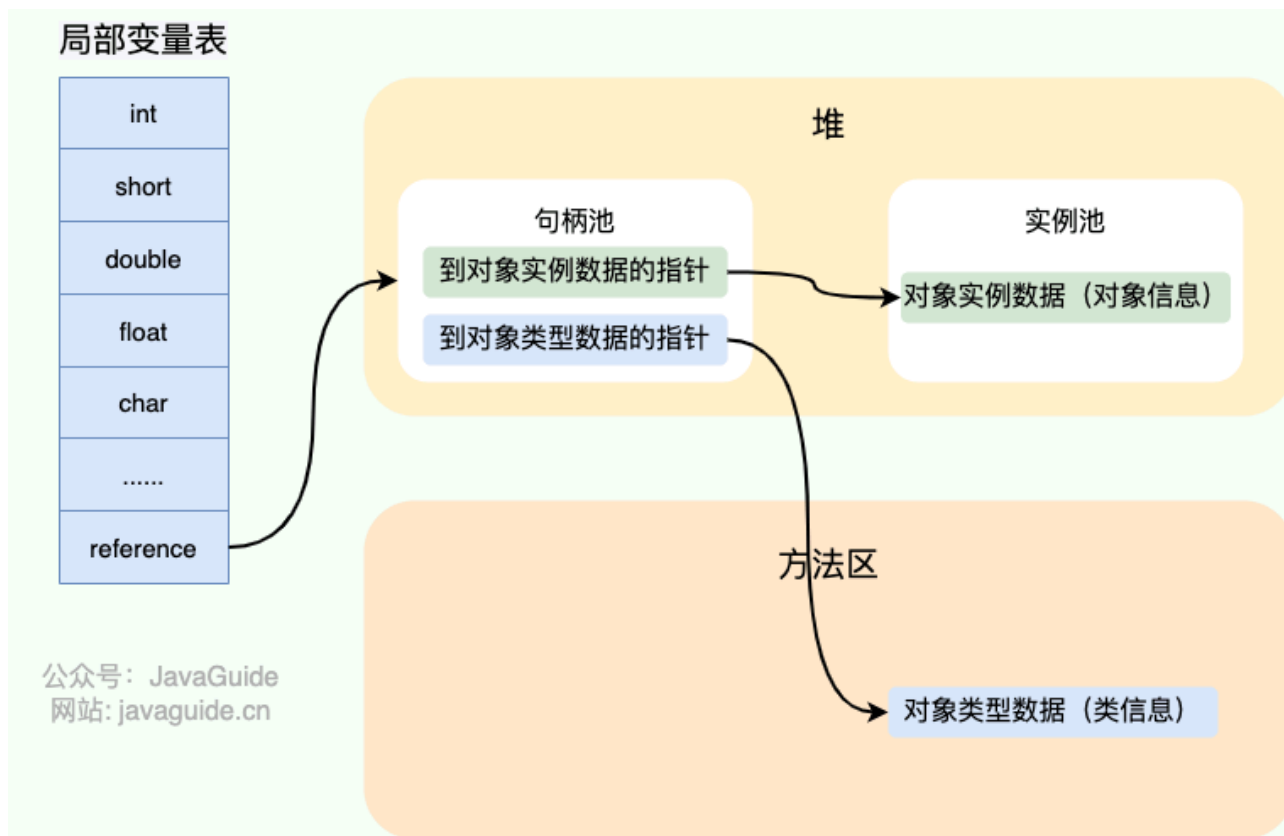 局部变量表
int
short
double
float
char
......
reference
堆
句柄池
到对象实例数据的指针
到对象类型数据的指针
实例池
对象实例数据（对象信息）
方法区
对象类型数据（类信息）
公众号：JavaGuide
网站: javaguide.cn